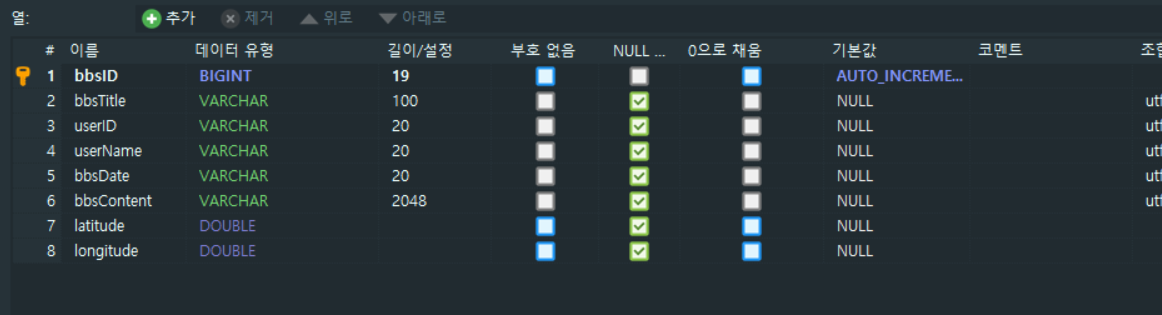 열: 추가 제거 위로 아래로
# 이름 데이터 유형 길이/설정 부호 없음 NULL ... 0으로 채움 기본값 코멘트 조합
1 bbsID BIGINT 19 AUTO_INCREME...
2 bbsTitle VARCHAR 100 NULL utf
3 userID VARCHAR 20 NULL utf
4 userName VARCHAR 20 NULL utf
5 bbsDate VARCHAR 20 NULL utf
6 bbsContent VARCHAR 2048 NULL utf
7 latitude DOUBLE NULL
8 longitude DOUBLE NULL